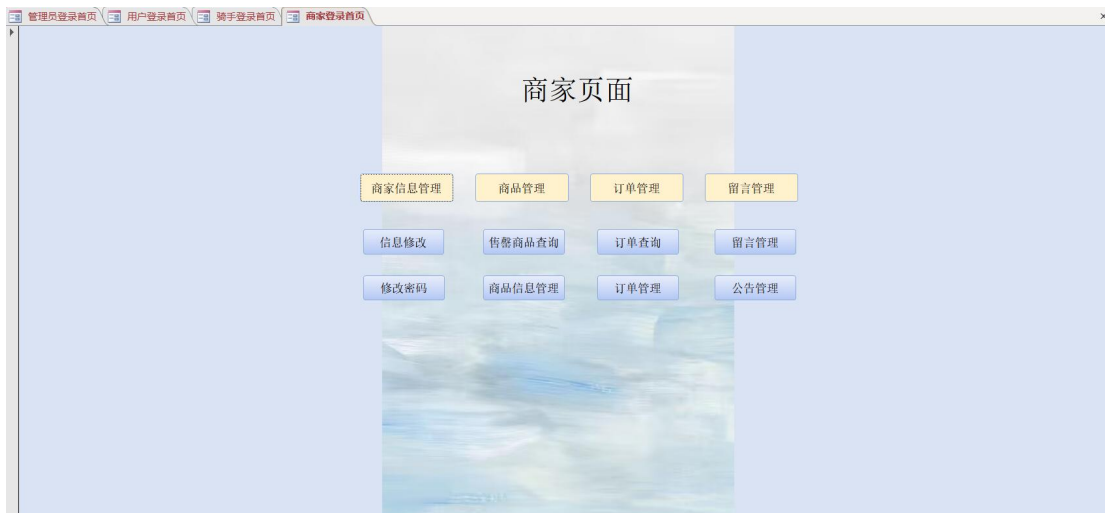 管理员登录首页 用户登录首页 骑手登录首页 商家登录首页
商家页面
商家信息管理 商品管理 订单管理 留言管理
信息修改 售罄商品查询 订单查询 留言管理
修改密码 商品信息管理 订单管理 公告管理